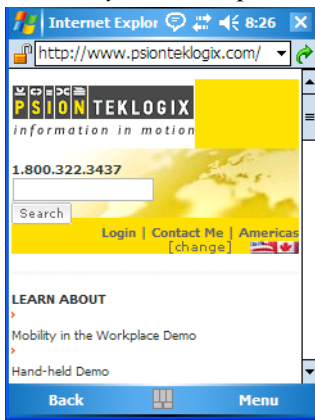 Internet Explor 8:26
http://www.psionteklogix.com/
PSION TEKLOGIX
information in motion
1.800.322.3437
Search
Login | Contact Me | Americas
[change]
LEARN ABOUT
Mobility in the Workplace Demo
Hand-held Demo
Back Menu